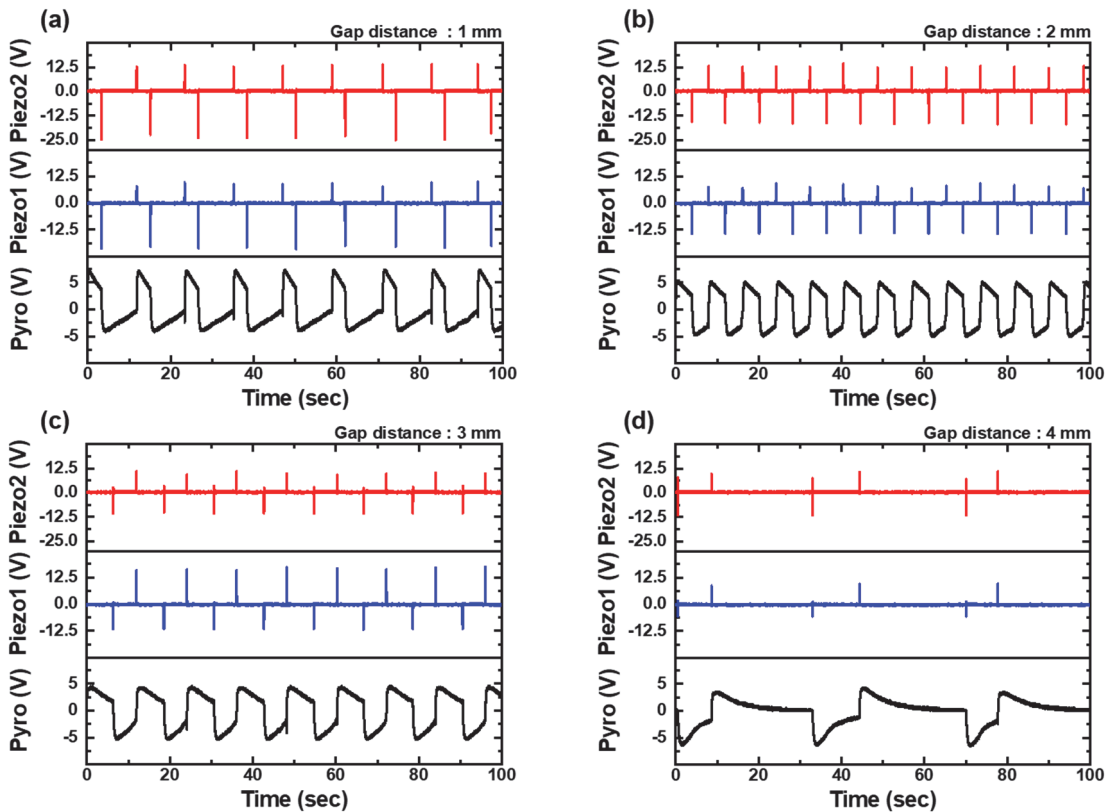 (a)
Gap distance : 1 mm
Piezo2 (V)
12.5
0.0
-12.5
-25.0
Piezo1 (V)
0.0
-12.5
Pyro (V)
5
0
-5
0 20 40 60 80 100
Time (sec)
(b)
Gap distance : 2 mm
Piezo2 (V)
12.5
0.0
-12.5
-25.0
Piezo1 (V)
12.5
0.0
-12.5
Pyro (V)
5
0
-5
0 20 40 60 80 100
Time (sec)
(c)
Gap distance : 3 mm
Piezo2 (V)
12.5
0.0
-12.5
-25.0
Piezo1 (V)
12.5
0.0
-12.5
Pyro (V)
5
0
-5
0 20 40 60 80 100
Time (sec)
(d)
Gap distance : 4 mm
Piezo2 (V)
12.5
0.0
-12.5
-25.0
Piezo1 (V)
12.5
0.0
-12.5
Pyro (V)
5
0
-5
0 20 40 60 80 100
Time (sec)